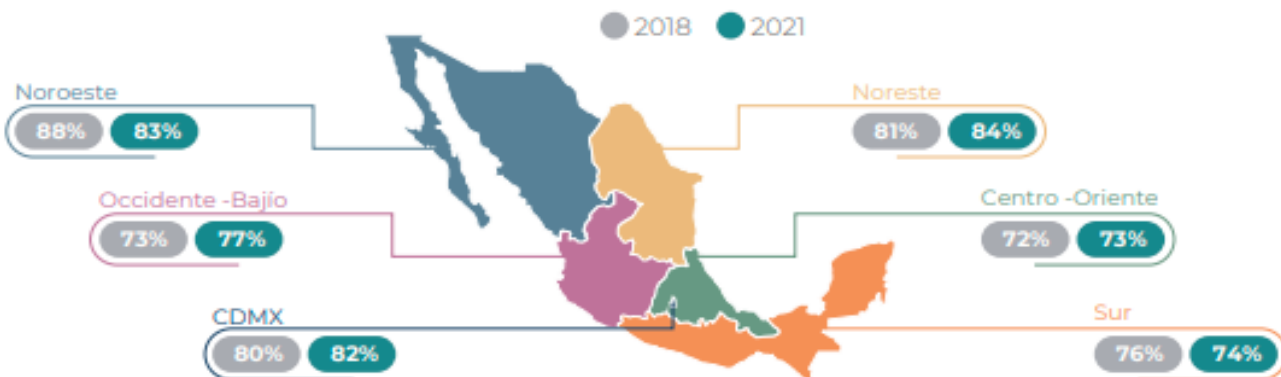 2018 2021
Noroeste
88% 83%
Noreste
81% 84%
Occidente -Bajío
73% 77%
Centro -Oriente
72% 73%
CDMX
80% 82%
Sur
76% 74%